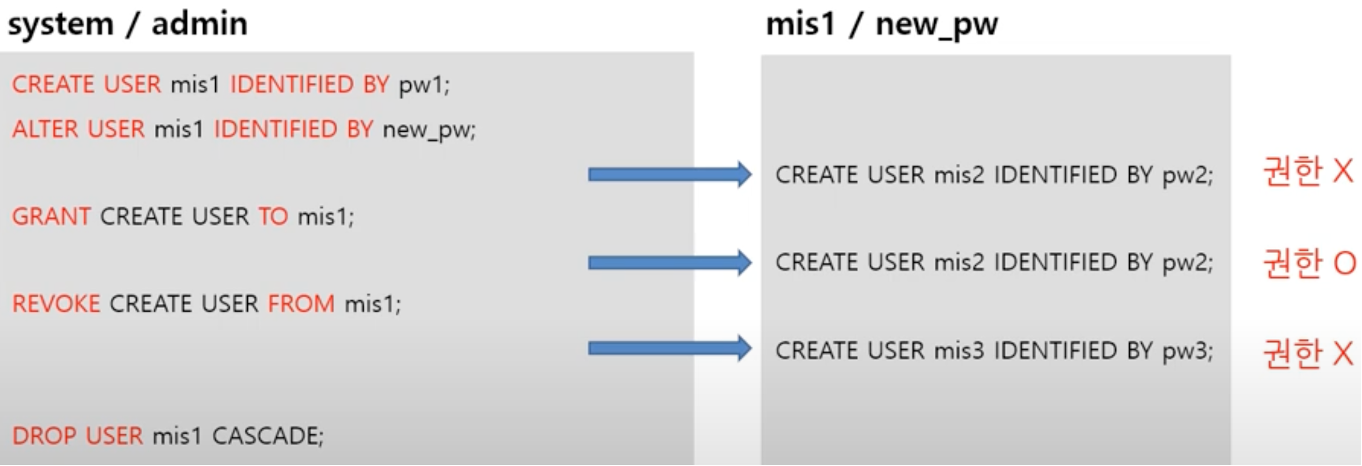 system / admin
CREATE USER mis1 IDENTIFIED BY pw1;
ALTER USER mis1 IDENTIFIED BY new_pw;
GRANT CREATE USER TO mis1;
REVOKE CREATE USER FROM mis1;
DROP USER mis1 CASCADE;
mis1 / new_pw
CREATE USER mis2 IDENTIFIED BY pw2; 권한 X
CREATE USER mis2 IDENTIFIED BY pw2; 권한 O
CREATE USER mis3 IDENTIFIED BY pw3; 권한 X